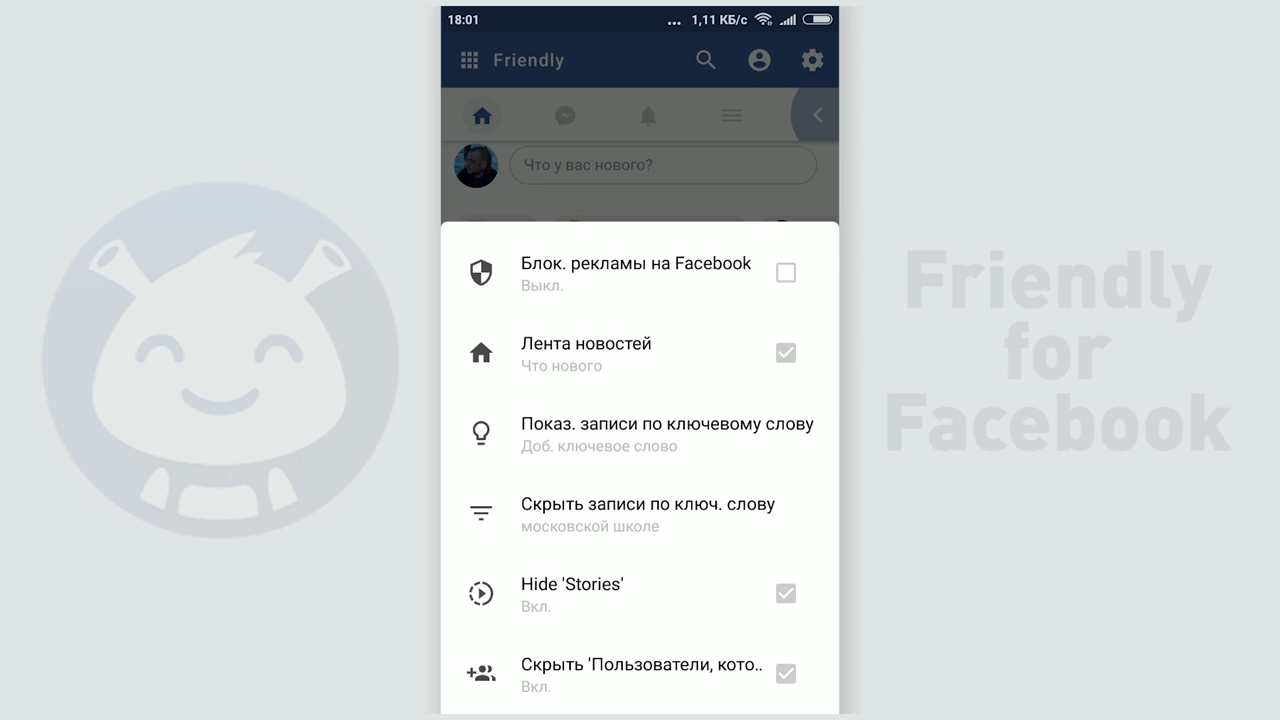 18:01
... 1,11 КБ/с
Friendly
Что у вас нового?
Блок. рекламы на Facebook
Выкл.
Лента новостей
Что нового
Показ. записи по ключевому слову
Доб. ключевое слово
Скрыть записи по ключ. слову
московской школе
Hide 'Stories'
Вкл.
Скрыть 'Пользователи, кото..
Вкл.
Friendly
for
Facebook